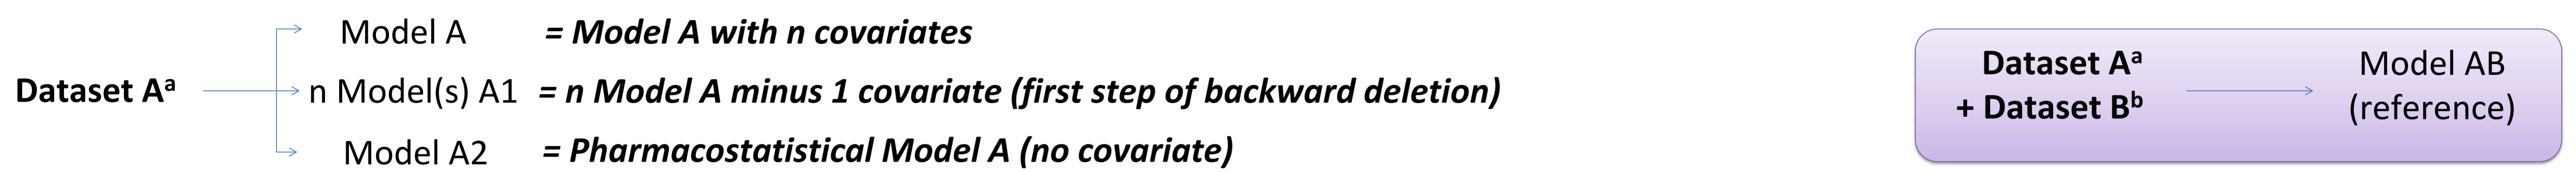 Model A = Model A with n covariates
Dataset Aᵃ n Model(s) A1 = n Model A minus 1 covariate (first step of backward deletion)
Model A2 = Pharmacostatistical Model A (no covariate)
Dataset Aᵃ
+ Dataset Bᵇ
Model AB
(reference)